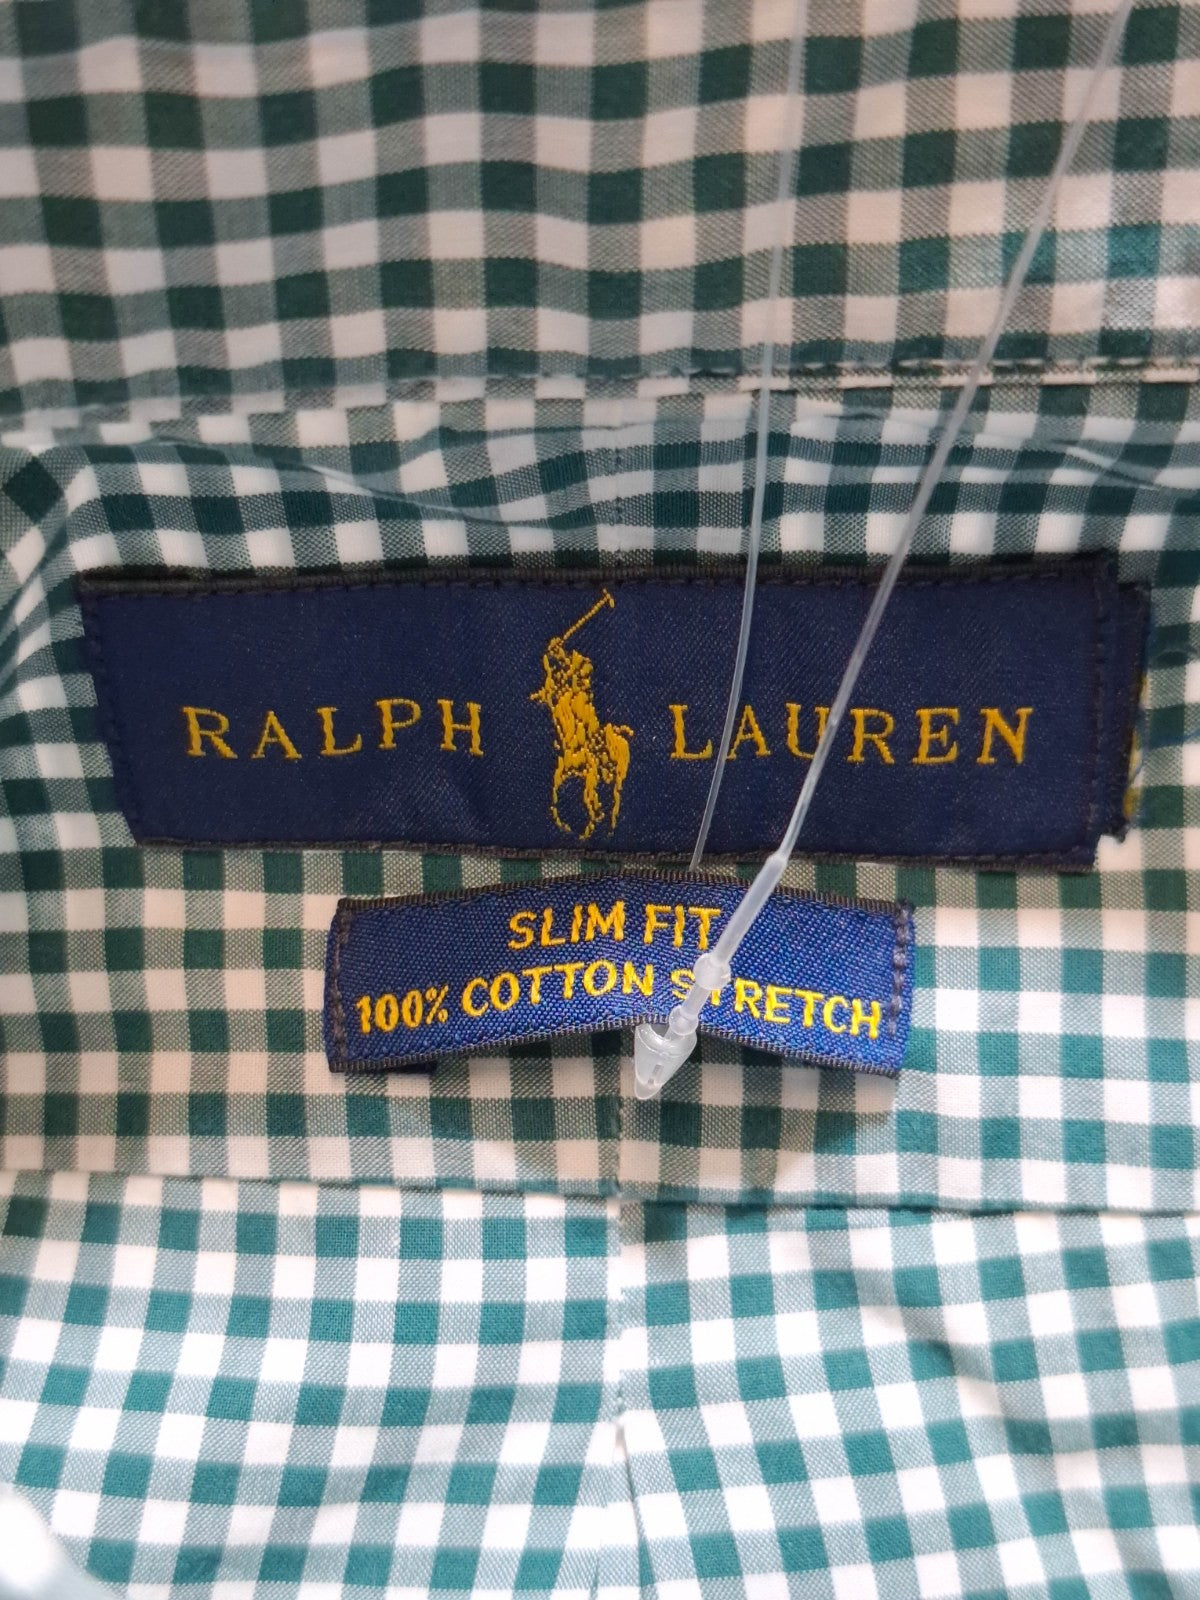 RALPH LAUREN
SLIM FIT
100% COTTON STRETCH